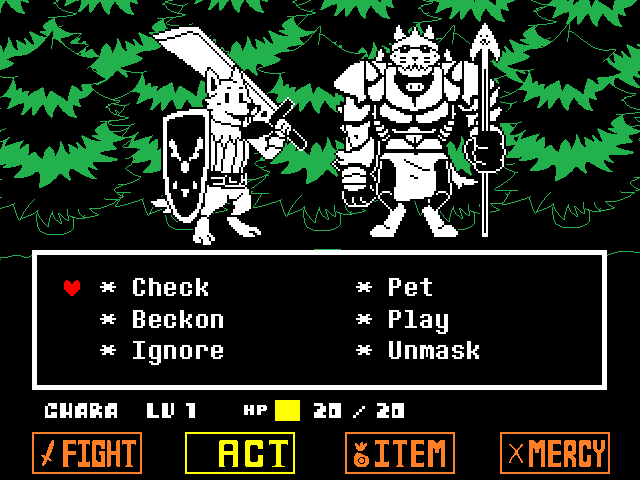 * Check * Pet
* Beckon * Play
* Ignore * Unmask
CHARA LV 1 HP 20 / 20
FIGHT ACT ITEM MERCY